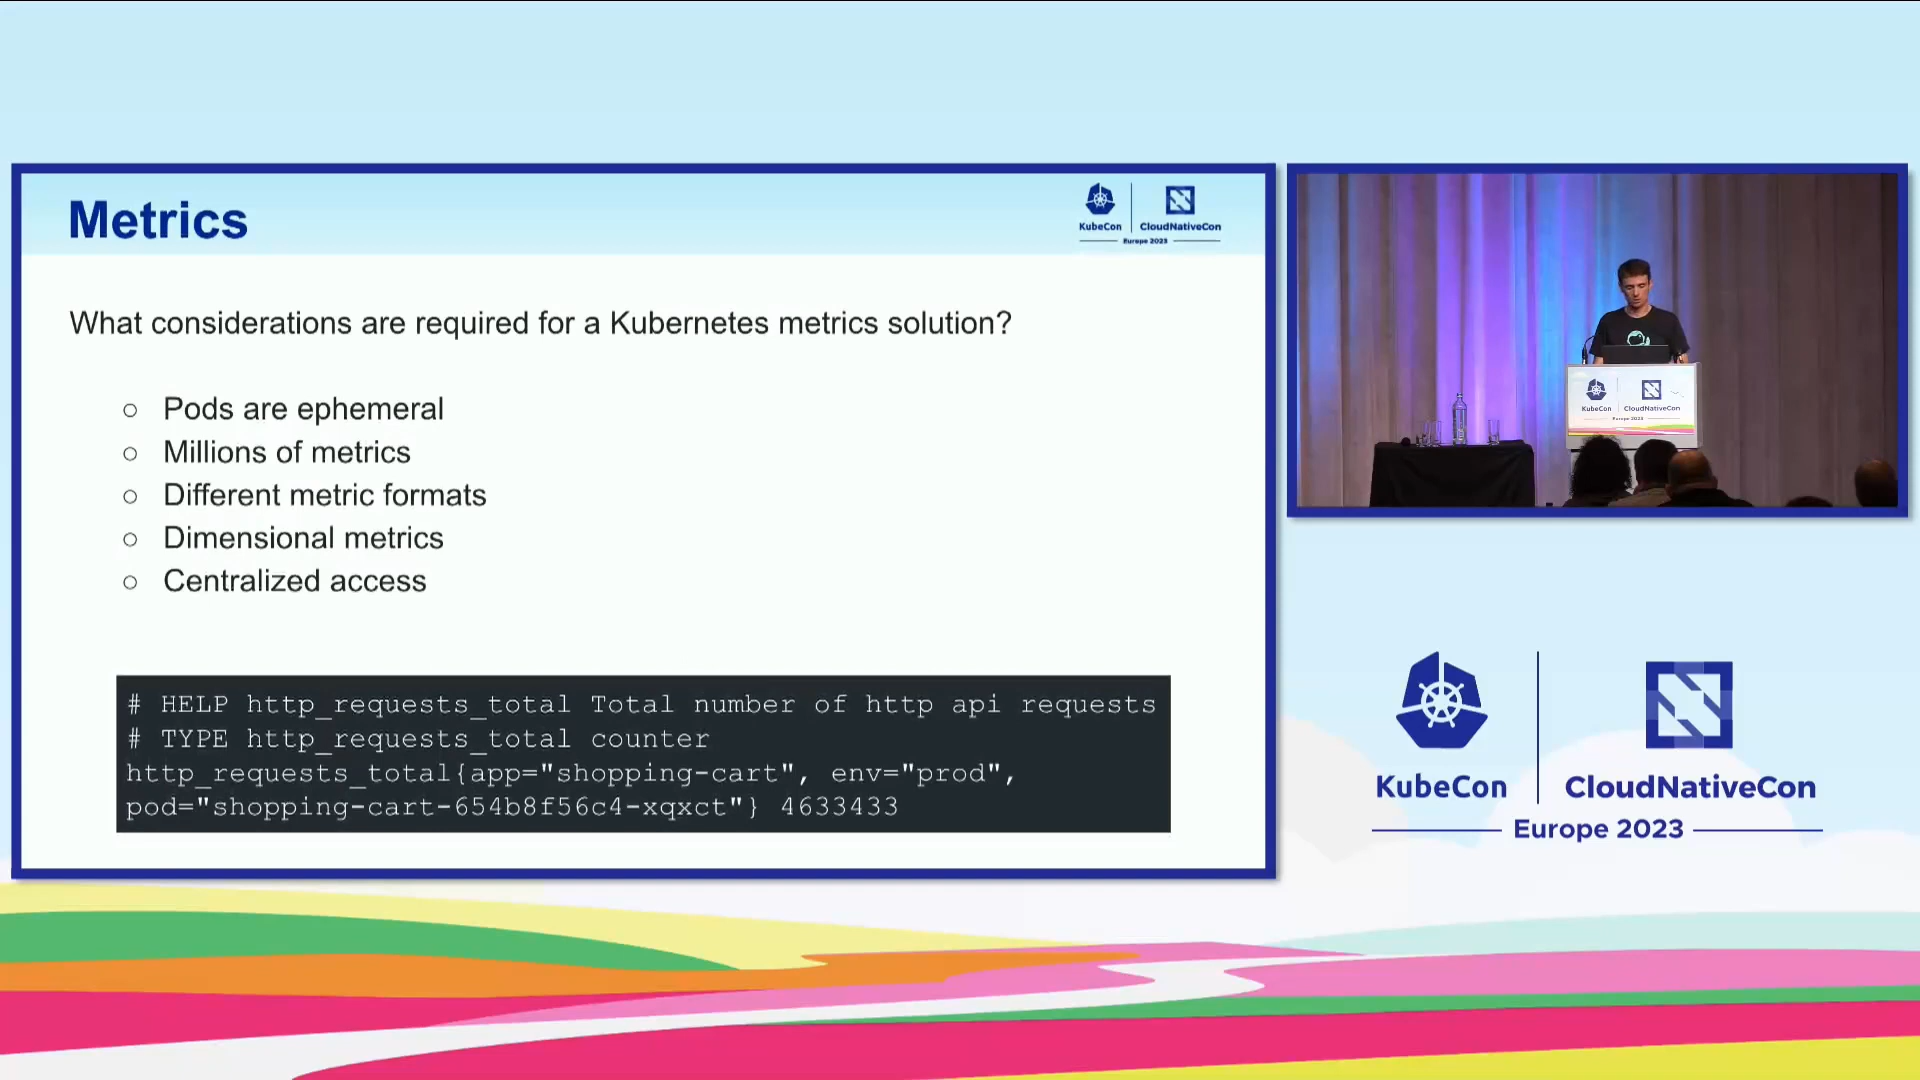 Metrics
KubeCon
CloudNativeCon
Europe 2023
What considerations are required for a Kubernetes metrics solution?
○ Pods are ephemeral
○ Millions of metrics
○ Different metric formats
○ Dimensional metrics
○ Centralized access
# HELP http_requests_total Total number of http api requests
# TYPE http_requests_total counter
http_requests_total{app="shopping-cart", env="prod",
pod="shopping-cart-654b8f56c4-xqxct"} 4633433
KubeCon
CloudNativeCon
Europe 2023
KubeCon
CloudNativeCon
Europe 2023